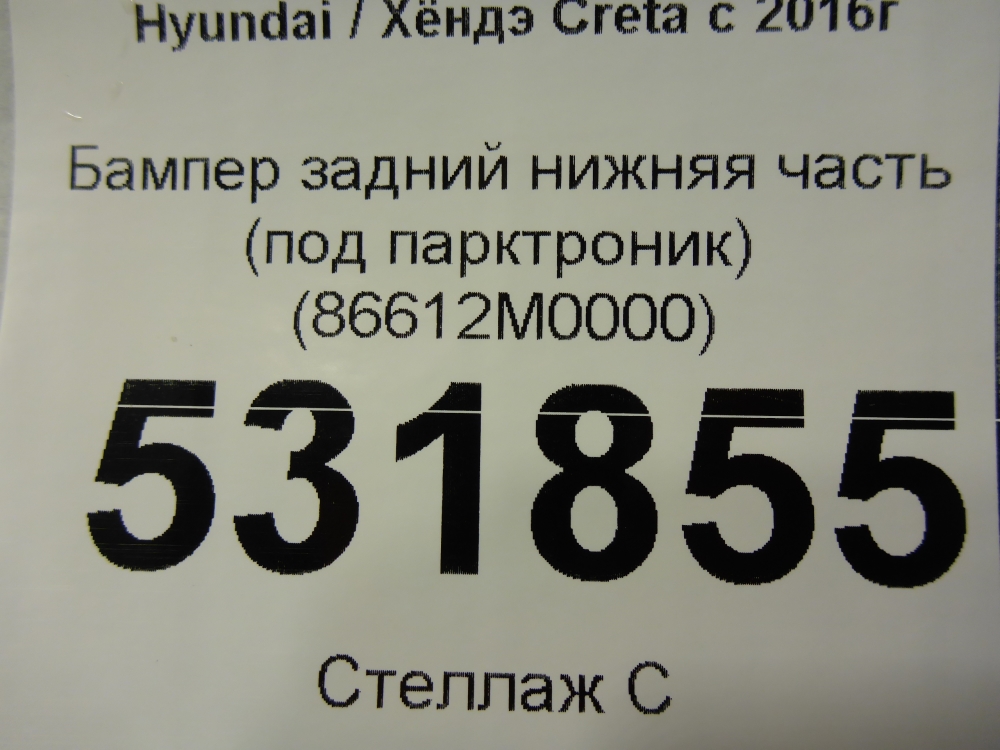 Hyundai / Хёндэ Creta с 2016г
Бампер задний нижняя часть
(под парктроник)
(86612M0000)
531855
Стеллаж С